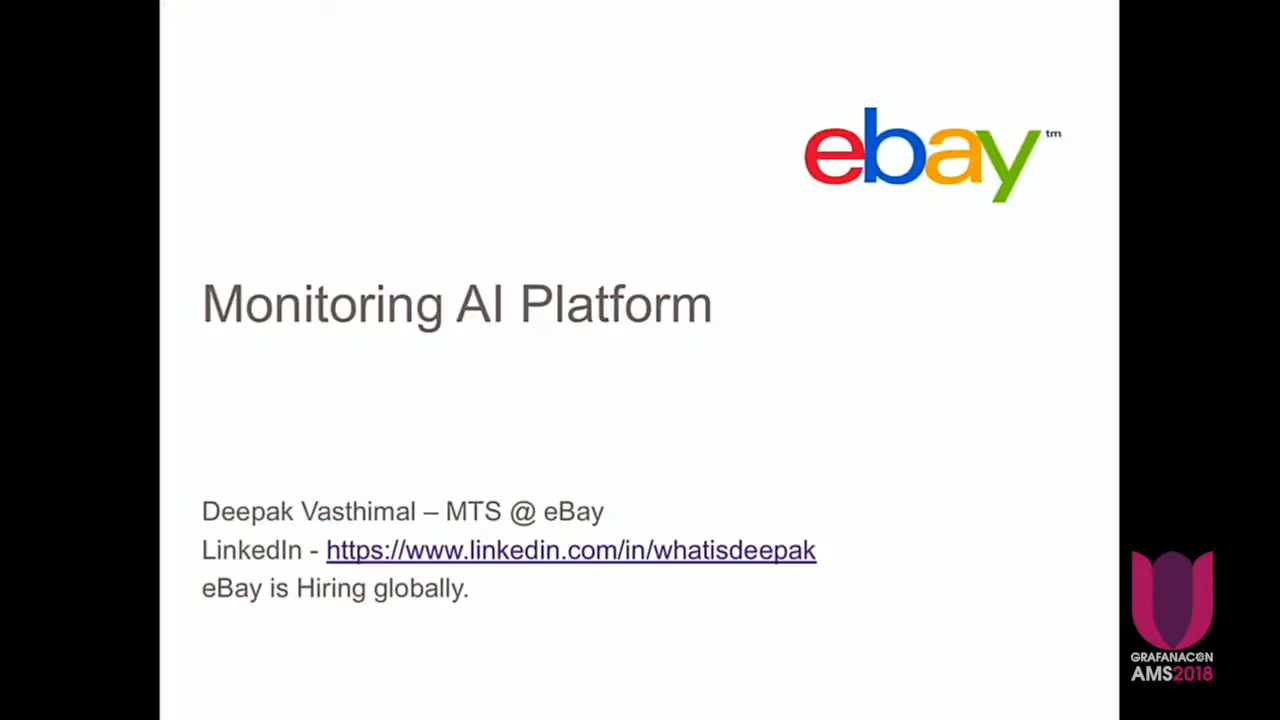 ebay™
Monitoring AI Platform
Deepak Vasthimal – MTS @ eBay
LinkedIn - https://www.linkedin.com/in/whatisdeepak
eBay is Hiring globally.
GRAFANACON
AMS2018